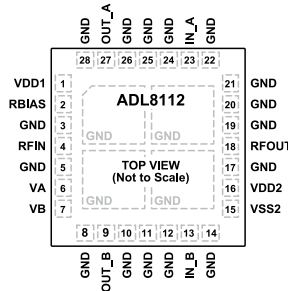 GND
OUT_A
GND
GND
GND
IN_A
GND
28 27 26 25 24 23 22
VDD1 1
RBIAS 2
GND 3
RFIN 4
GND 5
VA 6
VB 7
ADL8112
GND GND
TOP VIEW
(Not to Scale)
GND GND
21 GND
20 GND
19 GND
18 RFOUT
17 GND
16 VDD2
15 VSS2
8 9 10 11 12 13 14
GND
OUT_B
GND
GND
GND
IN_B
GND